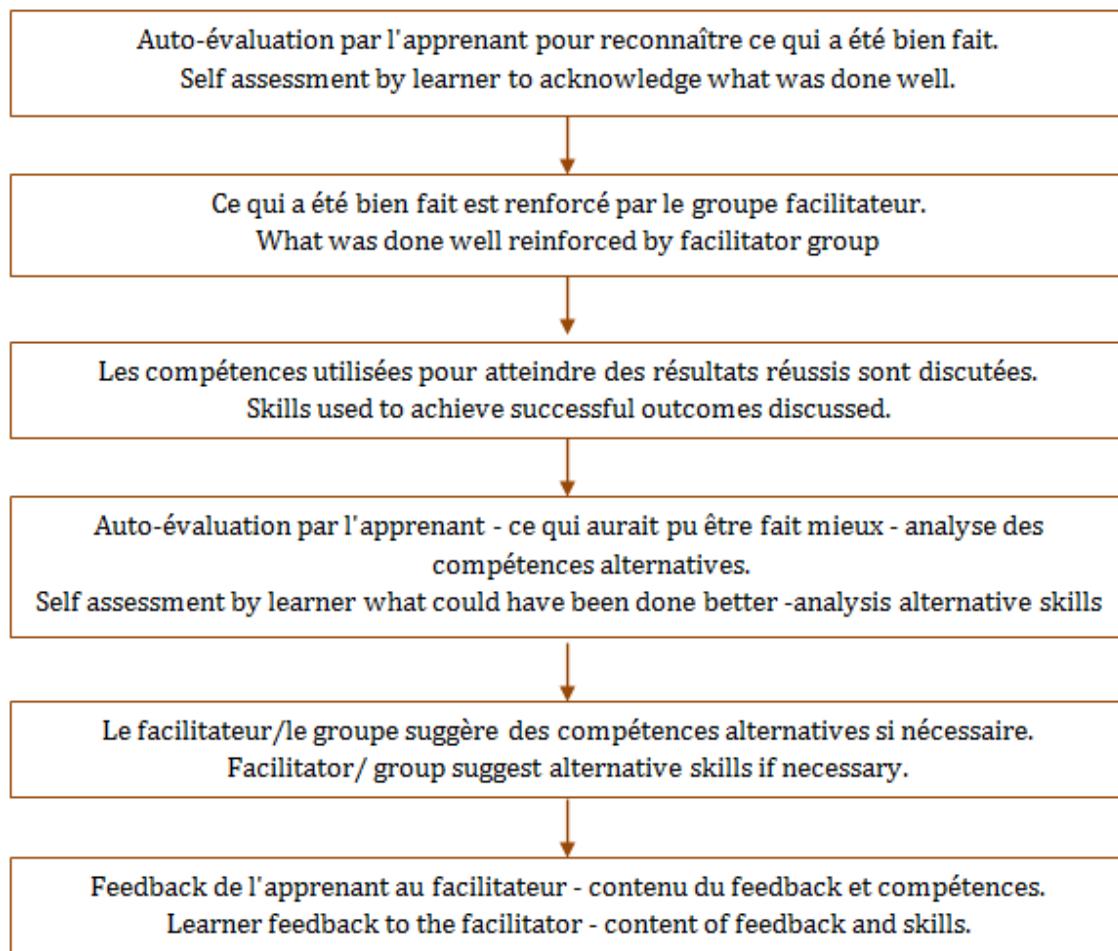 Auto-évaluation par l'apprenant pour reconnaître ce qui a été bien fait.
Self assessment by learner to acknowledge what was done well.
Ce qui a été bien fait est renforcé par le groupe facilitateur.
What was done well reinforced by facilitator group
Les compétences utilisées pour atteindre des résultats réussis sont discutées.
Skills used to achieve successful outcomes discussed.
Auto-évaluation par l'apprenant - ce qui aurait pu être fait mieux - analyse des
compétences alternatives.
Self assessment by learner what could have been done better -analysis alternative skills
Le facilitateur/le groupe suggère des compétences alternatives si nécessaire.
Facilitator/ group suggest alternative skills if necessary.
Feedback de l'apprenant au facilitateur - contenu du feedback et compétences.
Learner feedback to the facilitator - content of feedback and skills.